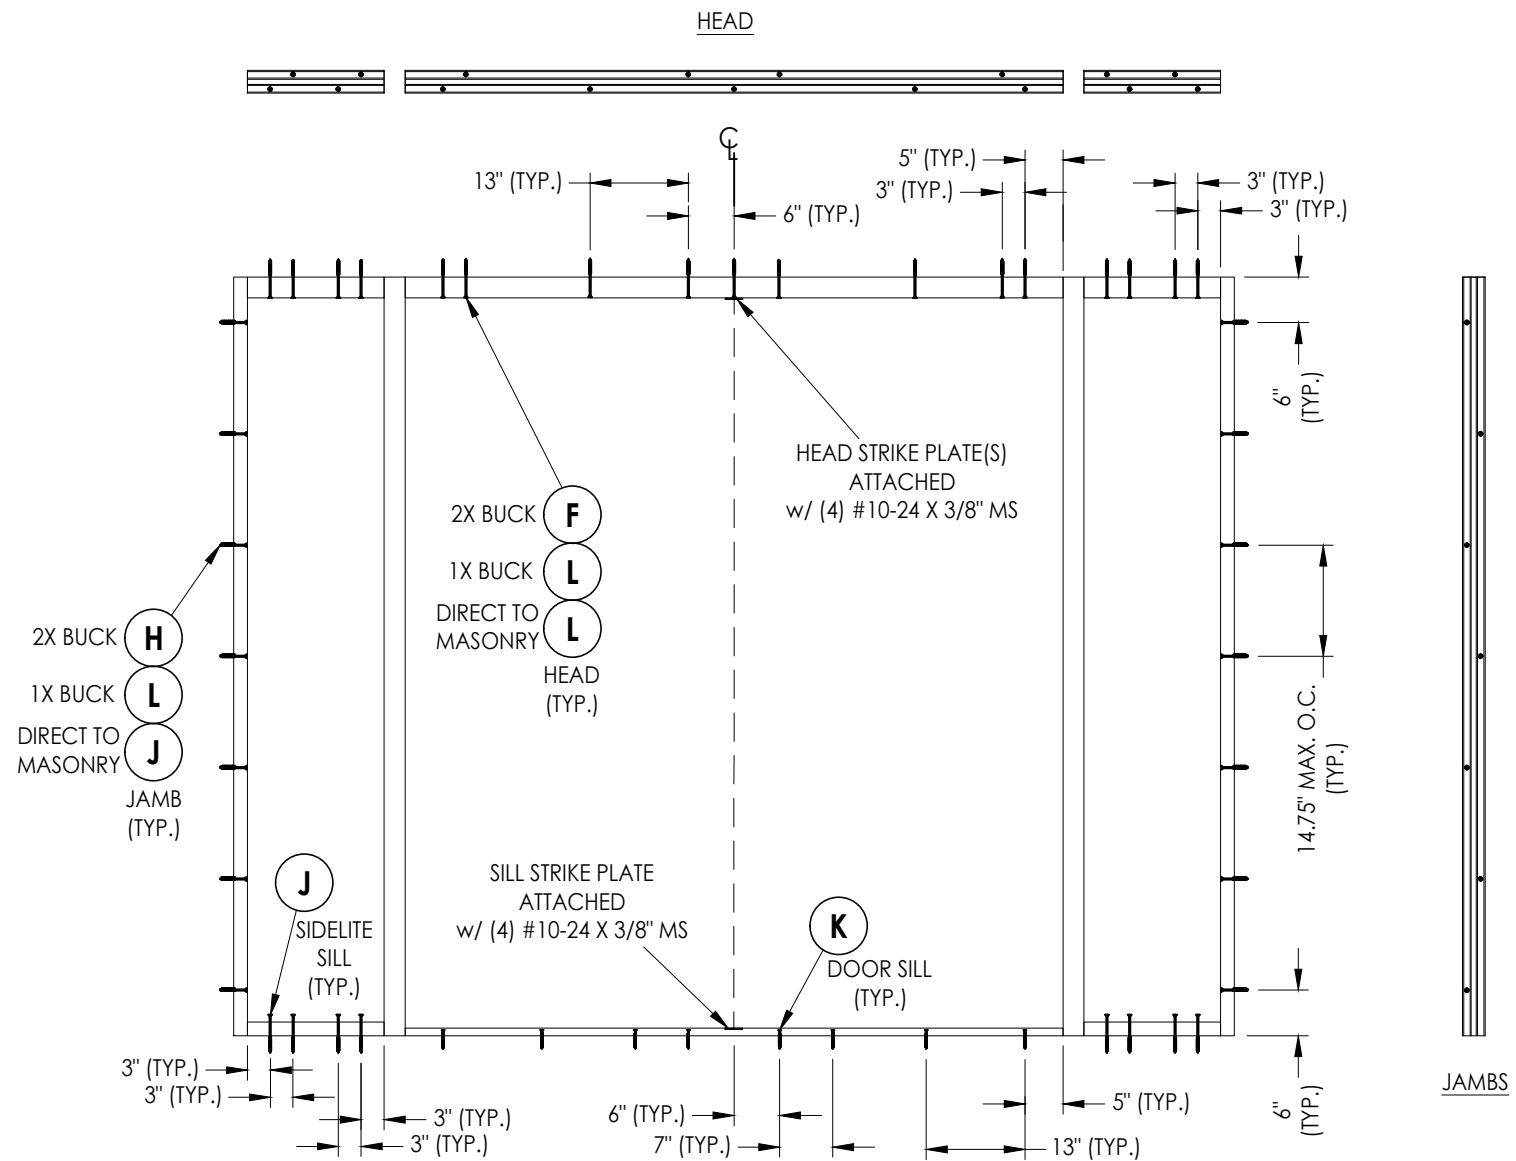 HEAD
℄
5" (TYP.)
13" (TYP.)
3" (TYP.)
3" (TYP.)
6" (TYP.)
3" (TYP.)
6"
(TYP.)
HEAD STRIKE PLATE(S)
ATTACHED
w/ (4) #10-24 X 3/8" MS
2X BUCK F
1X BUCK L
DIRECT TO
MASONRY L
HEAD
(TYP.)
2X BUCK H
1X BUCK L
DIRECT TO
MASONRY J
JAMB
(TYP.)
14.75" MAX. O.C.
(TYP.)
J
SIDELITE
SILL
(TYP.)
SILL STRIKE PLATE
ATTACHED
w/ (4) #10-24 X 3/8" MS
K
DOOR SILL
(TYP.)
3" (TYP.)
3" (TYP.)
3" (TYP.)
3" (TYP.)
6" (TYP.)
7" (TYP.)
5" (TYP.)
13" (TYP.)
6"
(TYP.)
JAMBS